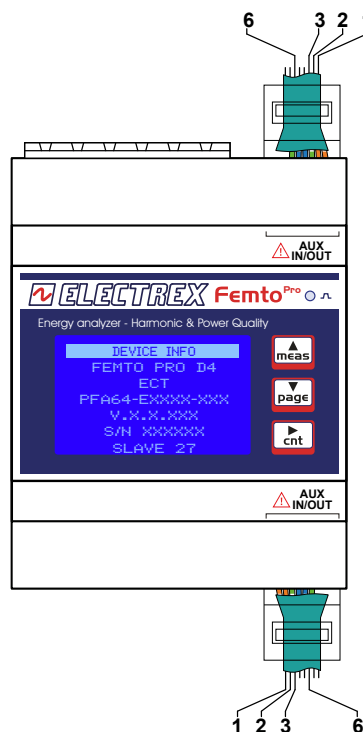 6 3 2
AUX
IN/OUT
ELECTREX Femto Pro
Energy analyzer - Harmonic & Power Quality
DEVICE INFO
FEMTO PRO D4
ECT
PFA64-EXXXX-XXX
V.X.X.XXX
S/N XXXXXX
SLAVE 27
meas
page
cnt
AUX
IN/OUT
1 2 3 6